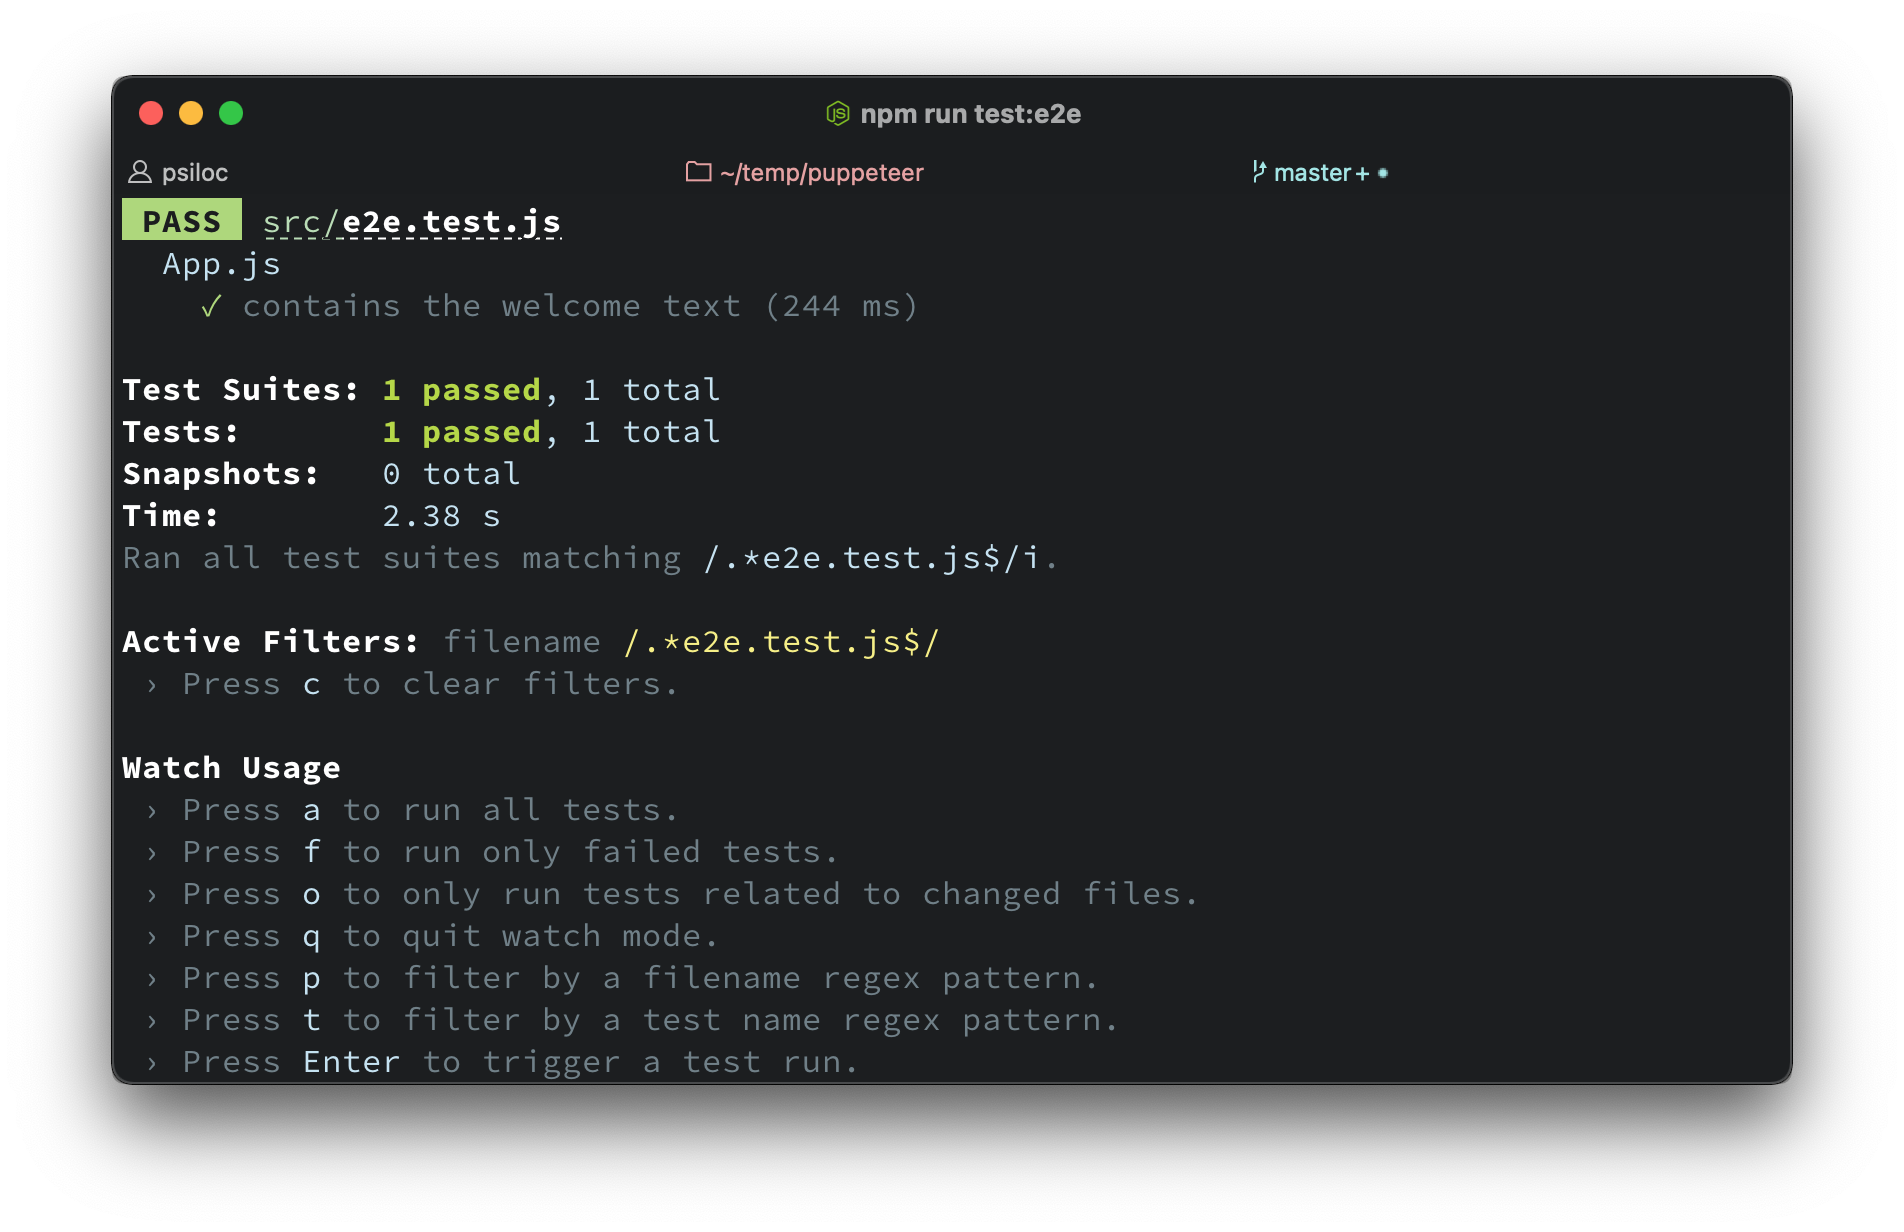 npm run test:e2e
psiloc ~/temp/puppeteer master+
PASS src/e2e.test.js
App.js
✓ contains the welcome text (244 ms)
Test Suites: 1 passed, 1 total
Tests: 1 passed, 1 total
Snapshots: 0 total
Time: 2.38 s
Ran all test suites matching /.*e2e.test.js$/i.
Active Filters: filename /.*e2e.test.js$/
› Press c to clear filters.
Watch Usage
› Press a to run all tests.
› Press f to run only failed tests.
› Press o to only run tests related to changed files.
› Press q to quit watch mode.
› Press p to filter by a filename regex pattern.
› Press t to filter by a test name regex pattern.
› Press Enter to trigger a test run.